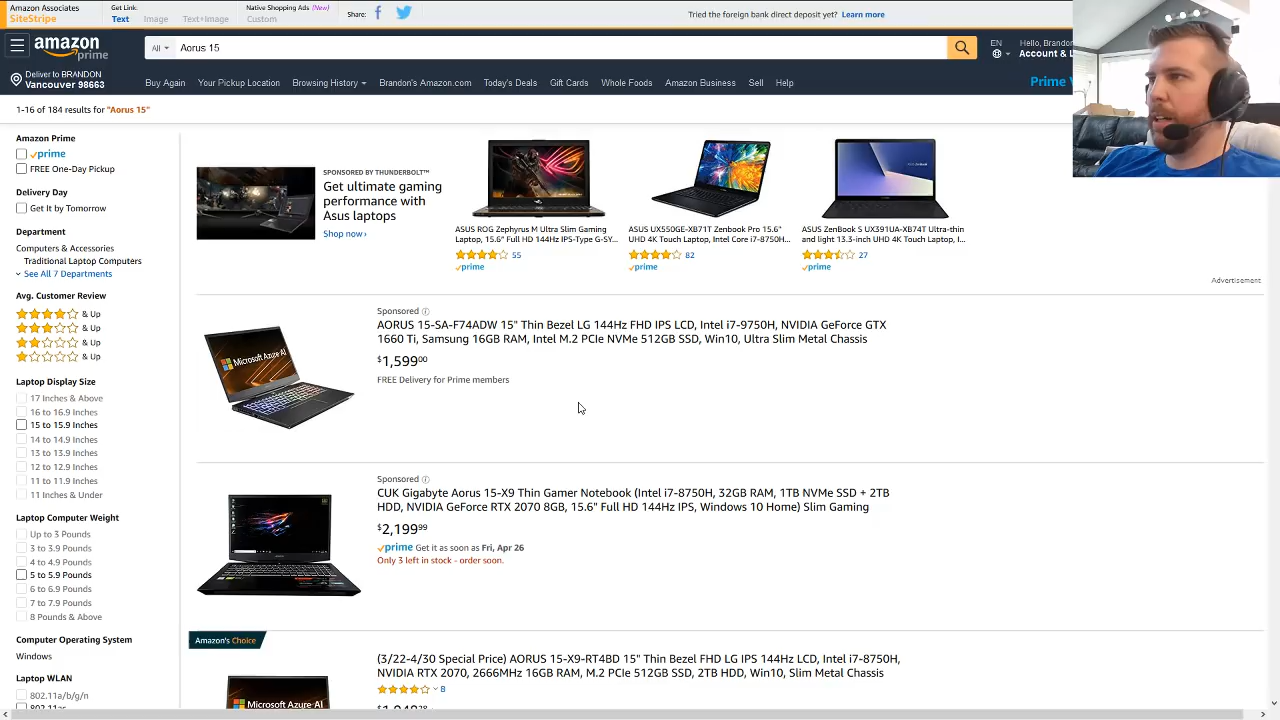 Amazon Associates
SiteStripe
Get Link:
Text Image Text+Image
Native Shopping Ads (New)
Custom
Share:
Tried the foreign bank direct deposit yet? Learn more
amazon
prime
All
Aorus 15
EN
Hello, Brandon
Account & L
Deliver to BRANDON
Vancouver 98663
Buy Again Your Pickup Location Browsing History Brandon's Amazon.com Today's Deals Gift Cards Whole Foods Amazon Business Sell Help
Prime
1-16 of 184 results for "Aorus 15"
Amazon Prime
prime
FREE One-Day Pickup
Delivery Day
Get It by Tomorrow
Department
Computers & Accessories
Traditional Laptop Computers
See All 7 Departments
Avg. Customer Review
& Up
& Up
& Up
& Up
Laptop Display Size
17 Inches & Above
16 to 16.9 Inches
15 to 15.9 Inches
14 to 14.9 Inches
13 to 13.9 Inches
12 to 12.9 Inches
11 to 11.9 Inches
11 Inches & Under
Laptop Computer Weight
Up to 3 Pounds
3 to 3.9 Pounds
4 to 4.9 Pounds
5 to 5.9 Pounds
6 to 6.9 Pounds
7 to 7.9 Pounds
8 Pounds & Above
Computer Operating System
Windows
Laptop WLAN
802.11a/b/g/n
SPONSORED BY THUNDERBOLT™
Get ultimate gaming
performance with
Asus laptops
Shop now ›
ASUS ROG Zephyrus M Ultra Slim Gaming
Laptop, 15.6" Full HD 144Hz IPS-Type G-SY...
55
prime
ASUS UX550GE-XB71T Zenbook Pro 15.6"
UHD 4K Touch Laptop, Intel Core i7-8750H...
82
prime
ASUS ZenBook S UX391UA-XB74T Ultra-thin
and light 13.3-inch UHD 4K Touch Laptop, I...
27
prime
Advertisement
Sponsored
AORUS 15-SA-F74ADW 15" Thin Bezel LG 144Hz FHD IPS LCD, Intel i7-9750H, NVIDIA GeForce GTX
1660 Ti, Samsung 16GB RAM, Intel M.2 PCIe NVMe 512GB SSD, Win10, Ultra Slim Metal Chassis
$1,599 00
FREE Delivery for Prime members
Microsoft Azure AI
Sponsored
CUK Gigabyte Aorus 15-X9 Thin Gamer Notebook (Intel i7-8750H, 32GB RAM, 1TB NVMe SSD + 2TB
HDD, NVIDIA GeForce RTX 2070 8GB, 15.6" Full HD 144Hz IPS, Windows 10 Home) Slim Gaming
$2,199 99
prime Get it as soon as Fri, Apr 26
Only 3 left in stock - order soon.
Amazon's Choice
(3/22-4/30 Special Price) AORUS 15-X9-RT4BD 15" Thin Bezel FHD LG IPS 144Hz LCD, Intel i7-8750H,
NVIDIA RTX 2070, 2666MHz 16GB RAM, M.2 PCIe 512GB SSD, 2TB HDD, Win10, Slim Metal Chassis
8
Microsoft Azure AI